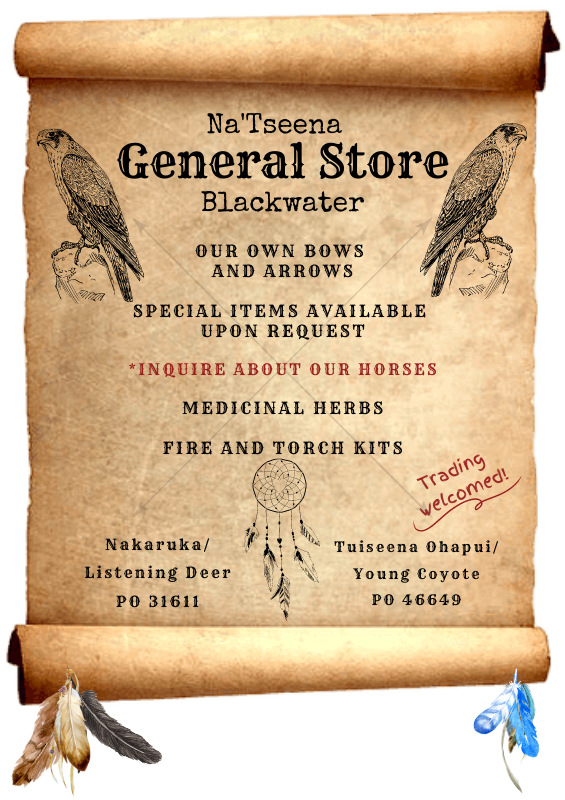 Na'Tseena
General Store
Blackwater
OUR OWN BOWS
AND ARROWS
SPECIAL ITEMS AVAILABLE
UPON REQUEST
*INQUIRE ABOUT OUR HORSES
MEDICINAL HERBS
FIRE AND TORCH KITS
Trading
welcomed!
Nakaruka/
Listening Deer
PO 31611
Tuiseena Ohapui/
Young Coyote
PO 46649